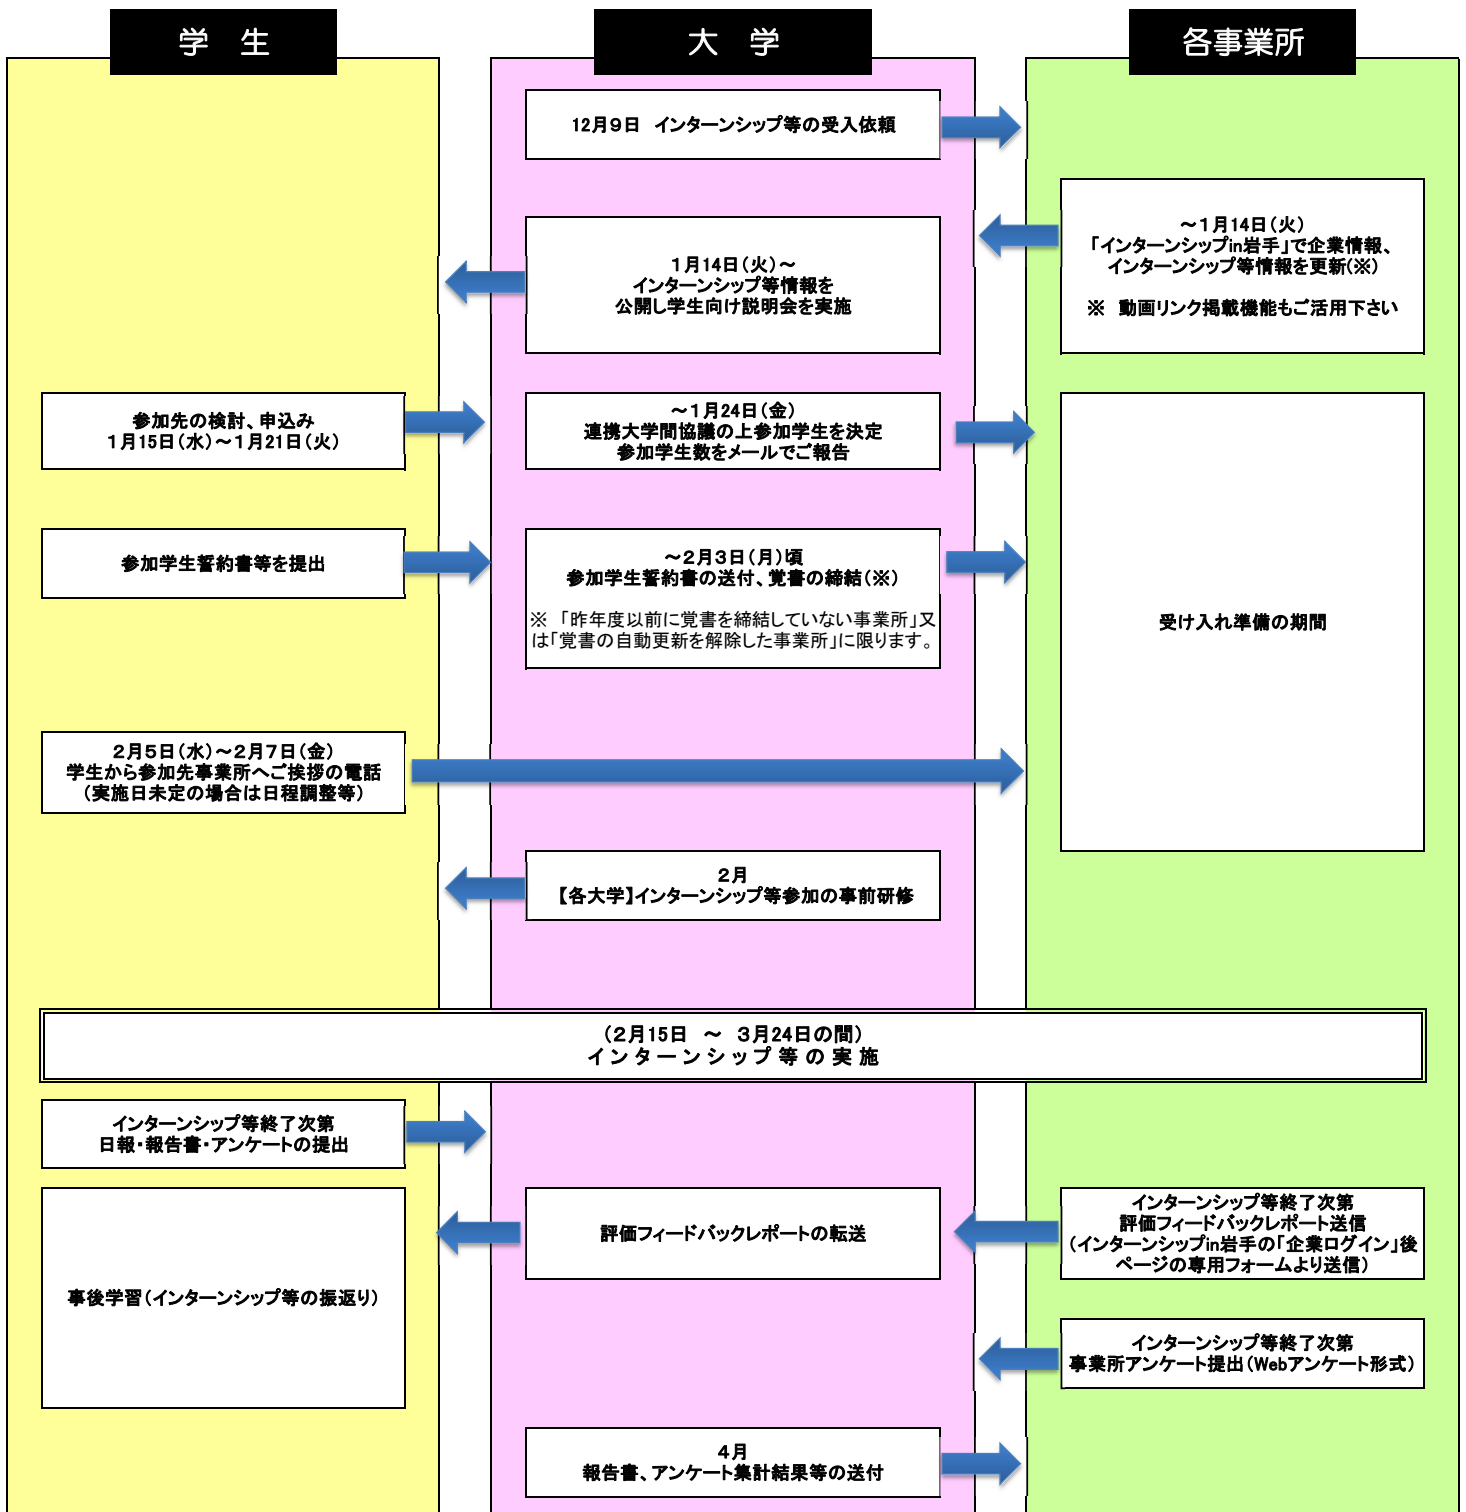 学　生
大　学
各事業所
12月９日　インターンシップ等の受入依頼
～１月14日（火）
「インターンシップin岩手」で企業情報、
インターンシップ等情報を更新(※)
※　動画リンク掲載機能もご活用下さい
１月14日（火）～
インターンシップ等情報を
公開し学生向け説明会を実施
参加先の検討、申込み
１月15日（水）～１月21日（火）
～１月24日（金）
連携大学間協議の上参加学生を決定
参加学生数をメールでご報告
参加学生誓約書等を提出
～２月３日（月）頃
参加学生誓約書の送付、覚書の締結（※）
※　「昨年度以前に覚書を締結していない事業所」又
は「覚書の自動更新を解除した事業所」に限ります。
受け入れ準備の期間
２月５日（水）～２月７日（金）
学生から参加先事業所へご挨拶の電話
（実施日未定の場合は日程調整等）
２月
【各大学】インターンシップ等参加の事前研修
（２月15日　～　３月24日の間）
インターンシップ等の実施
インターンシップ等終了次第
日報・報告書・アンケートの提出
評価フィードバックレポートの転送
インターンシップ等終了次第
評価フィードバックレポート送信
（インターンシップin岩手の「企業ログイン」後
ページの専用フォームより送信）
事後学習（インターンシップ等の振返り）
インターンシップ等終了次第
事業所アンケート提出（Webアンケート形式）
４月
報告書、アンケート集計結果等の送付